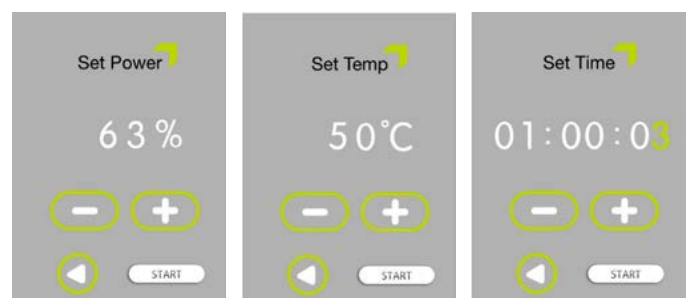 Set Power
63%
START
Set Temp
50°C
START
Set Time
01:00:03
START